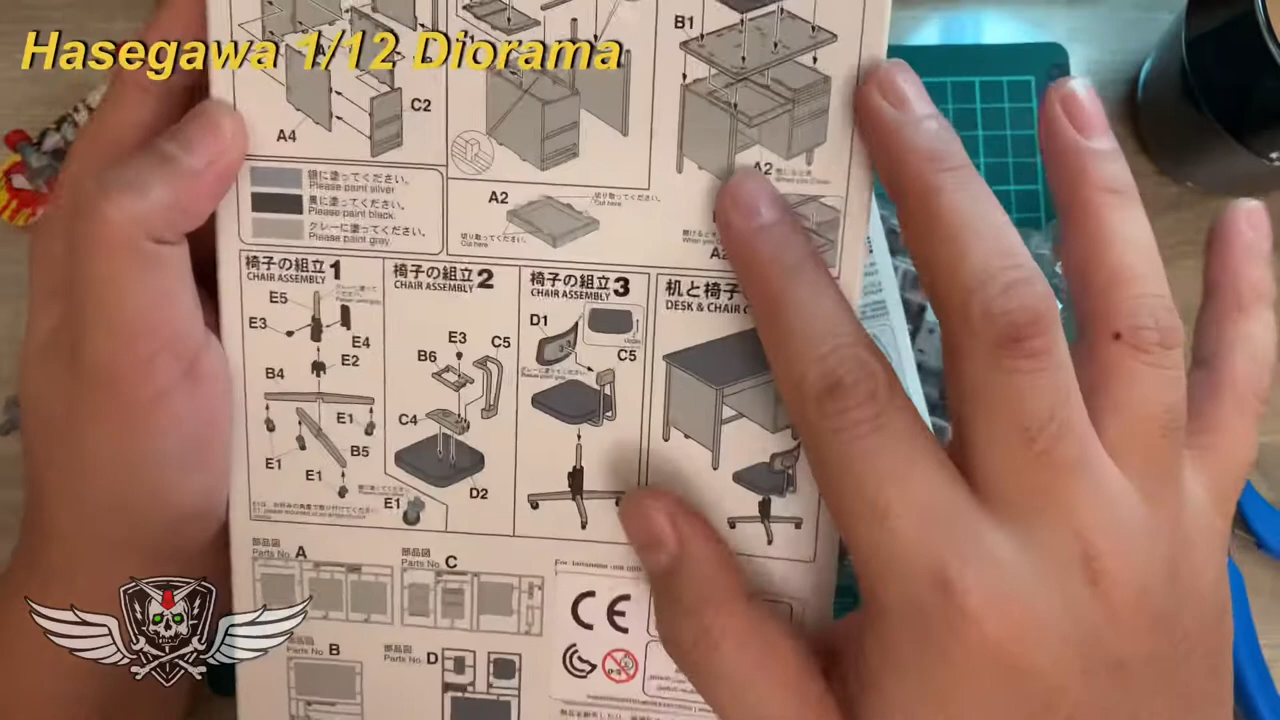 Hasegawa 1/12 Diorama
B1
C2
A4
A2
銀に塗ってください。
Please paint silver.
黒に塗ってください。
Please paint black.
グレーに塗ってください。
Please paint gray.
A2
切り取ってください。
Cut here
切り取ってください。
Cut here
椅子の組立1
CHAIR ASSEMBLY
E5
E3
E4
E2
B4
E1
B5
E1
E1
椅子の組立2
CHAIR ASSEMBLY
E3
C5
B6
C4
D2
E1
椅子の組立3
CHAIR ASSEMBLY
D1
C5
机と椅子
DESK & CHAIR
部品図
Parts No. A
部品図
Parts No. C
部品図
Parts No. B
部品図
Parts No. D
CE